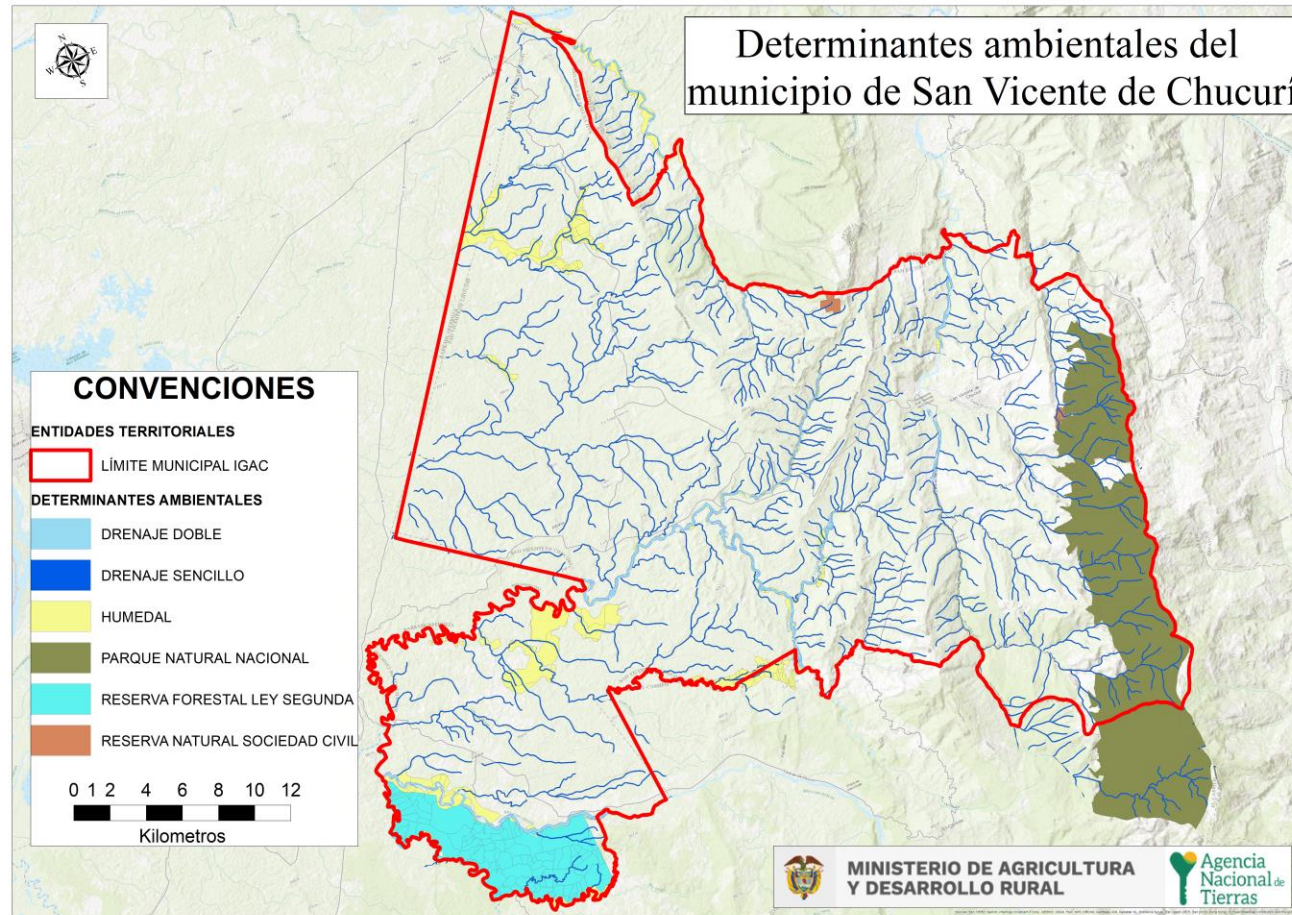 Determinantes ambientales del
municipio de San Vicente de Chucurí
N
E
W
S
CONVENCIONES
ENTIDADES TERRITORIALES
LÍMITE MUNICIPAL IGAC
DETERMINANTES AMBIENTALES
DRENAJE DOBLE
DRENAJE SENCILLO
HUMEDAL
PARQUE NATURAL NACIONAL
RESERVA FORESTAL LEY SEGUNDA
RESERVA NATURAL SOCIEDAD CIVIL
0 1 2 4 6 8 10 12
Kilometros
MINISTERIO DE AGRICULTURA
Y DESARROLLO RURAL
Agencia
Nacional de
Tierras